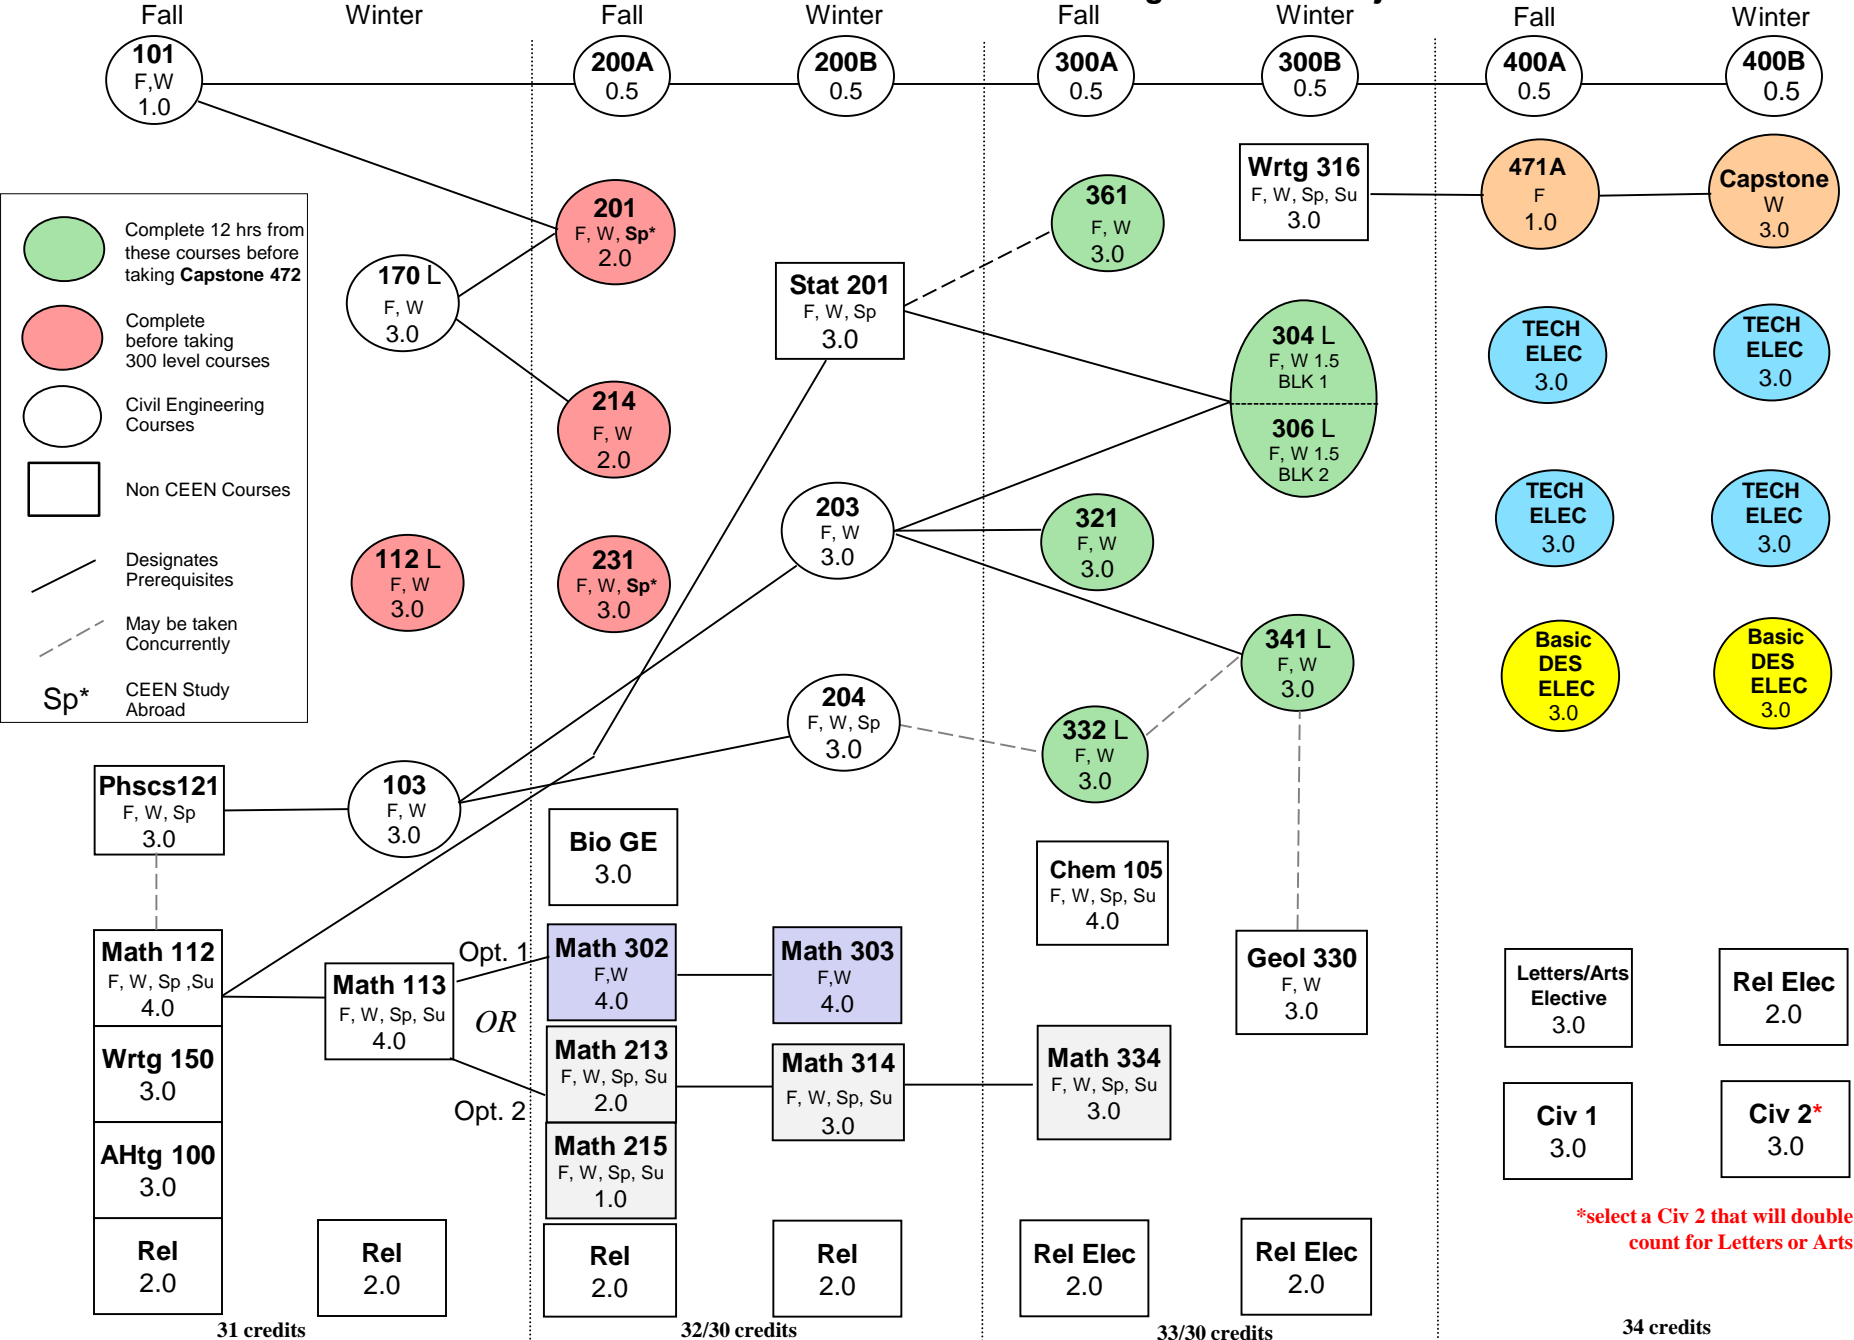 Fall
Winter
Fall
Winter
Fall
Winter
Fall
Winter
101
F,W
1.0
200A
0.5
200B
0.5
300A
0.5
300B
0.5
400A
0.5
400B
0.5
Wrtg 316
F, W, Sp, Su
3.0
471A
F
1.0
Capstone
W
3.0
201
F, W, Sp*
2.0
361
F, W
3.0
Complete 12 hrs from
these courses before
taking Capstone 472
Complete
before taking
300 level courses
Civil Engineering
Courses
Non CEEN Courses
Designates
Prerequisites
May be taken
Concurrently
Sp*
CEEN Study
Abroad
170 L
F, W
3.0
Stat 201
F, W, Sp
3.0
304 L
F, W 1.5
BLK 1
306 L
F, W 1.5
BLK 2
TECH
ELEC
3.0
TECH
ELEC
3.0
214
F, W
2.0
203
F, W
3.0
321
F, W
3.0
TECH
ELEC
3.0
TECH
ELEC
3.0
112 L
F, W
3.0
231
F, W, Sp*
3.0
341 L
F, W
3.0
Basic
DES
ELEC
3.0
Basic
DES
ELEC
3.0
204
F, W, Sp
3.0
332 L
F, W
3.0
Phscs121
F, W, Sp
3.0
103
F, W
3.0
Bio GE
3.0
Chem 105
F, W, Sp, Su
4.0
Math 112
F, W, Sp ,Su
4.0
Math 113
F, W, Sp, Su
4.0
Opt. 1
OR
Opt. 2
Math 302
F,W
4.0
Math 303
F,W
4.0
Geol 330
F, W
3.0
Letters/Arts
Elective
3.0
Rel Elec
2.0
Wrtg 150
3.0
Math 213
F, W, Sp, Su
2.0
Math 314
F, W, Sp, Su
3.0
Math 334
F, W, Sp, Su
3.0
Civ 1
3.0
Civ 2*
3.0
AHtg 100
3.0
Math 215
F, W, Sp, Su
1.0
*select a Civ 2 that will double
count for Letters or Arts
Rel
2.0
Rel
2.0
Rel
2.0
Rel
2.0
Rel Elec
2.0
Rel Elec
2.0
31 credits
32/30 credits
33/30 credits
34 credits